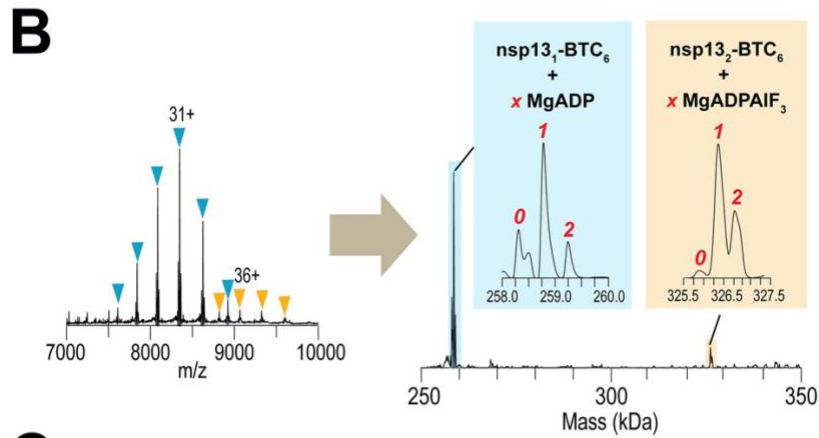 B
31+
36+
7000 8000 9000 10000
m/z
nsp13₁-BTC₆
+
x MgADP
0 1 2
258.0 259.0 260.0
nsp13₂-BTC₆
+
x MgADPAlF₃
0 1 2
325.5 326.5 327.5
250 300 350
Mass (kDa)